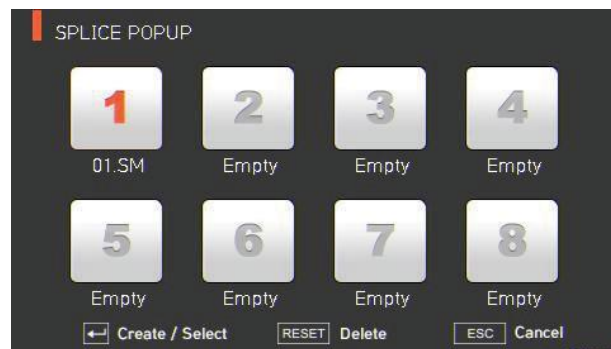 SPLICE POPUP
1 2 3 4
01.SM Empty Empty Empty
5 6 7 8
Empty Empty Empty Empty
Create / Select RESET Delete ESC Cancel